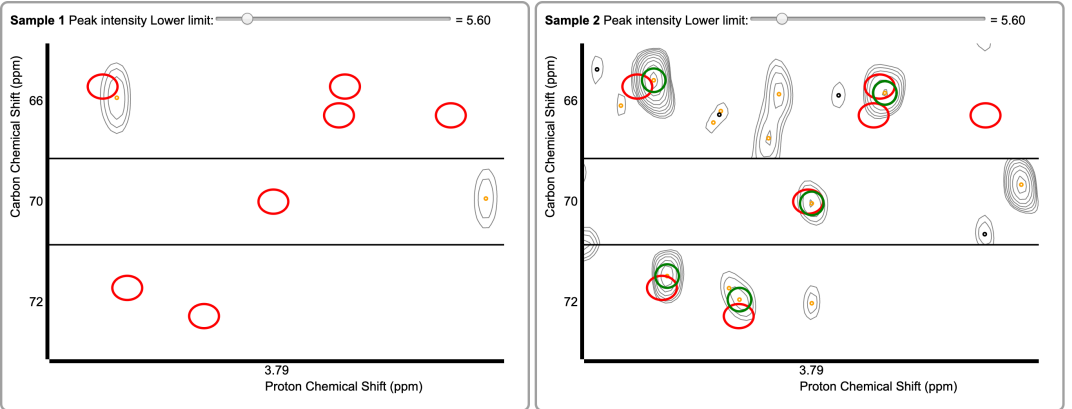 Sample 1 Peak intensity Lower limit: = 5.60
Carbon Chemical Shift (ppm)
66
70
72
3.79
Proton Chemical Shift (ppm)
Sample 2 Peak intensity Lower limit: = 5.60
Carbon Chemical Shift (ppm)
66
70
72
3.79
Proton Chemical Shift (ppm)